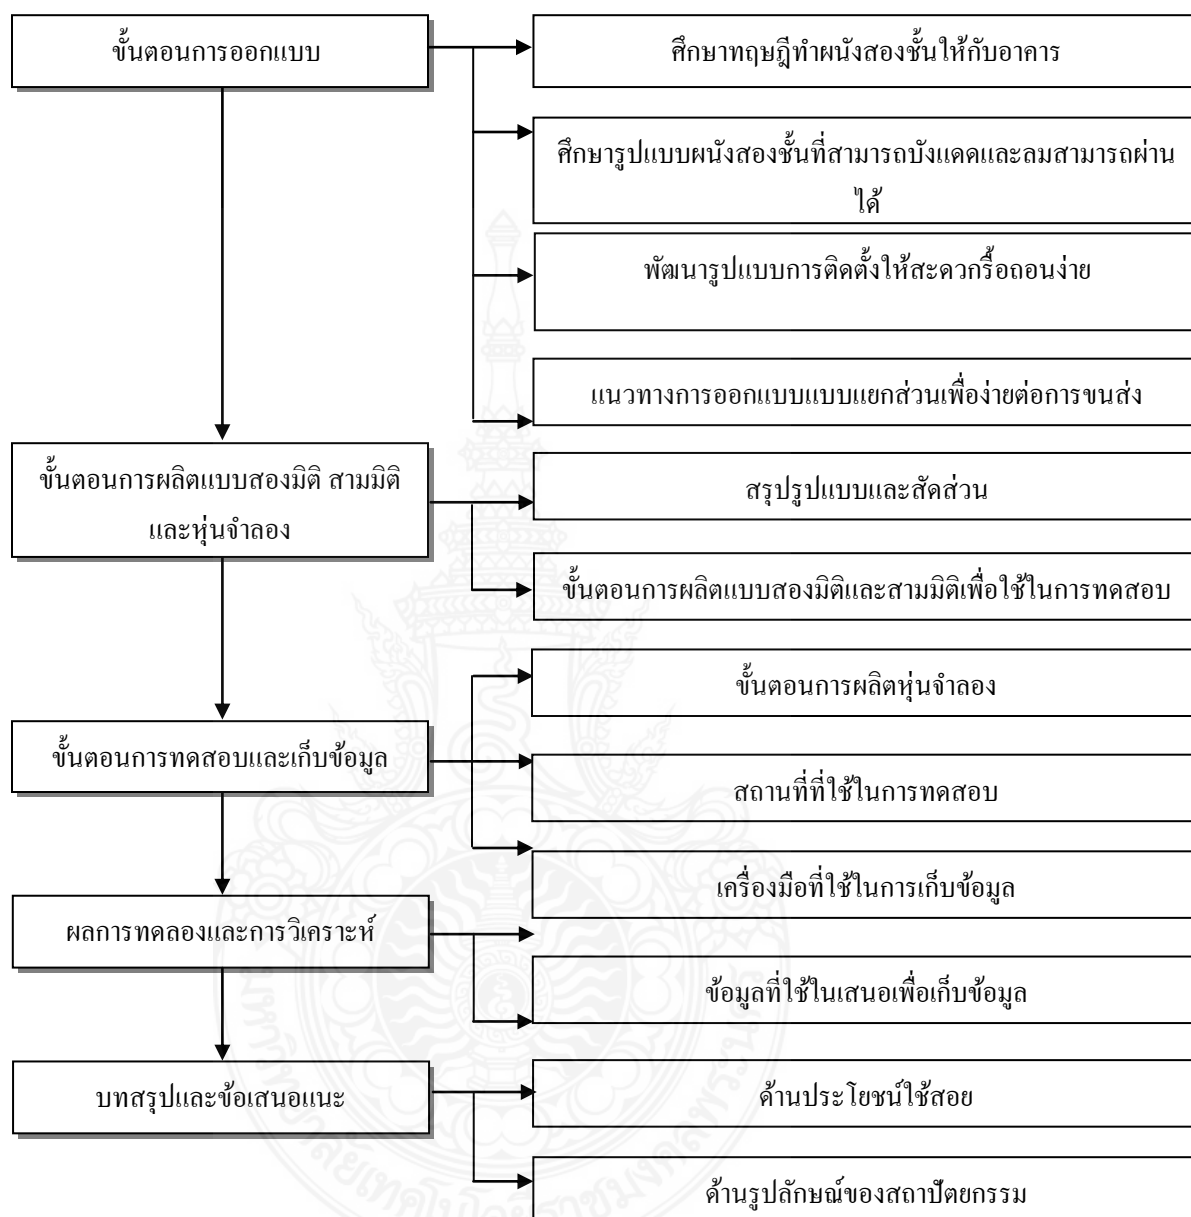 ขั้นตอนการออกแบบ
ศึกษาทฤษฎีทำผนังสองชั้นให้กับอาคาร
ศึกษารูปแบบผนังสองชั้นที่สามารถบังแดดและลมสามารถผ่าน
ได้
พัฒนารูปแบบการติดตั้งให้สะดวกรื้อถอนง่าย
แนวทางการออกแบบแบบแยกส่วนเพื่อง่ายต่อการขนส่ง
ขั้นตอนการผลิตแบบสองมิติ สามมิติ
และหุ่นจำลอง
สรุปรูปแบบและสัดส่วน
ขั้นตอนการผลิตแบบสองมิติและสามมิติเพื่อใช้ในการทดสอบ
ขั้นตอนการทดสอบและเก็บข้อมูล
ขั้นตอนการผลิตหุ่นจำลอง
สถานที่ที่ใช้ในการทดสอบ
เครื่องมือที่ใช้ในการเก็บข้อมูล
ผลการทดลองและการวิเคราะห์
ข้อมูลที่ใช้ในเสนอเพื่อเก็บข้อมูล
บทสรุปและข้อเสนอแนะ
ด้านประโยชน์ใช้สอย
ด้านรูปลักษณ์ของสถาปัตยกรรม